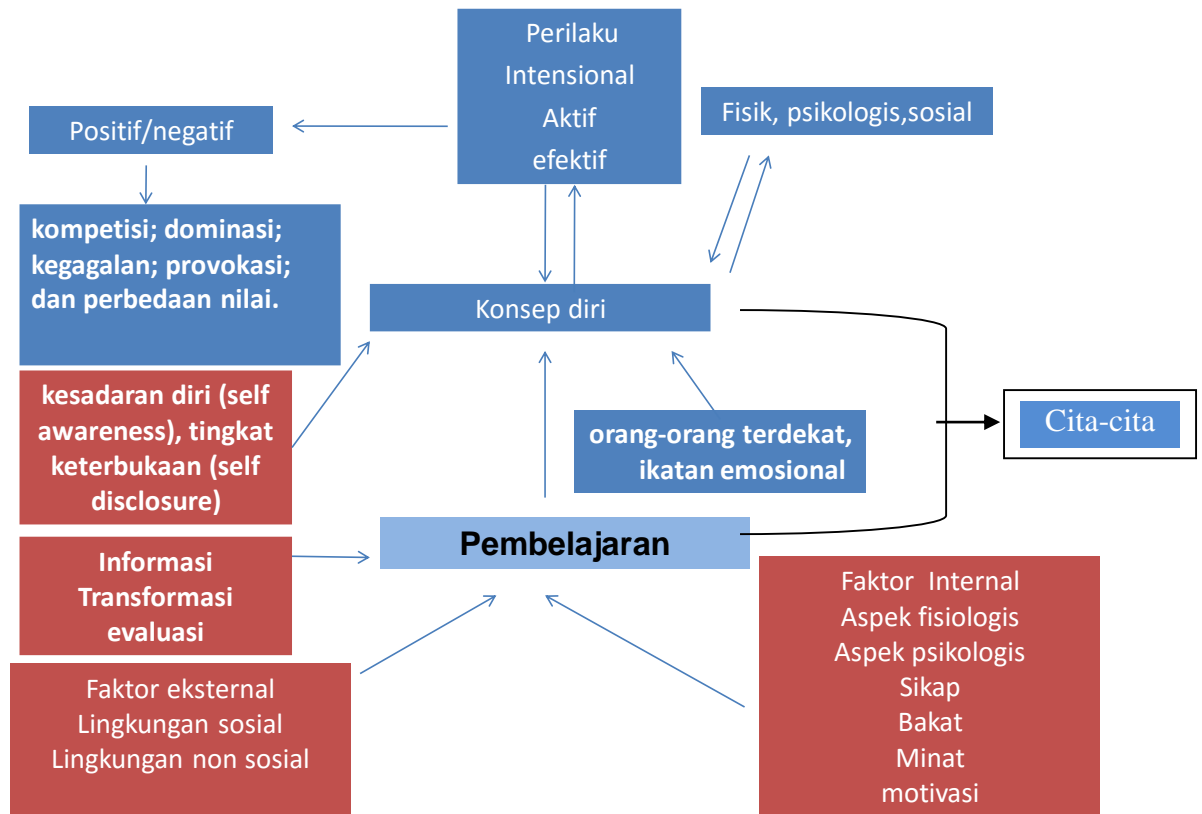 Perilaku
Intensional
Aktif
efektif
Positif/negatif
Fisik, psikologis,sosial
kompetisi; dominasi;
kegagalan; provokasi;
dan perbedaan nilai.
Konsep diri
kesadaran diri (self
awareness), tingkat
keterbukaan (self
disclosure)
orang-orang terdekat,
ikatan emosional
Cita-cita
Pembelajaran
Informasi
Transformasi
evaluasi
Faktor eksternal
Lingkungan sosial
Lingkungan non sosial
Faktor  Internal
Aspek fisiologis
Aspek psikologis
Sikap
Bakat
Minat
motivasi